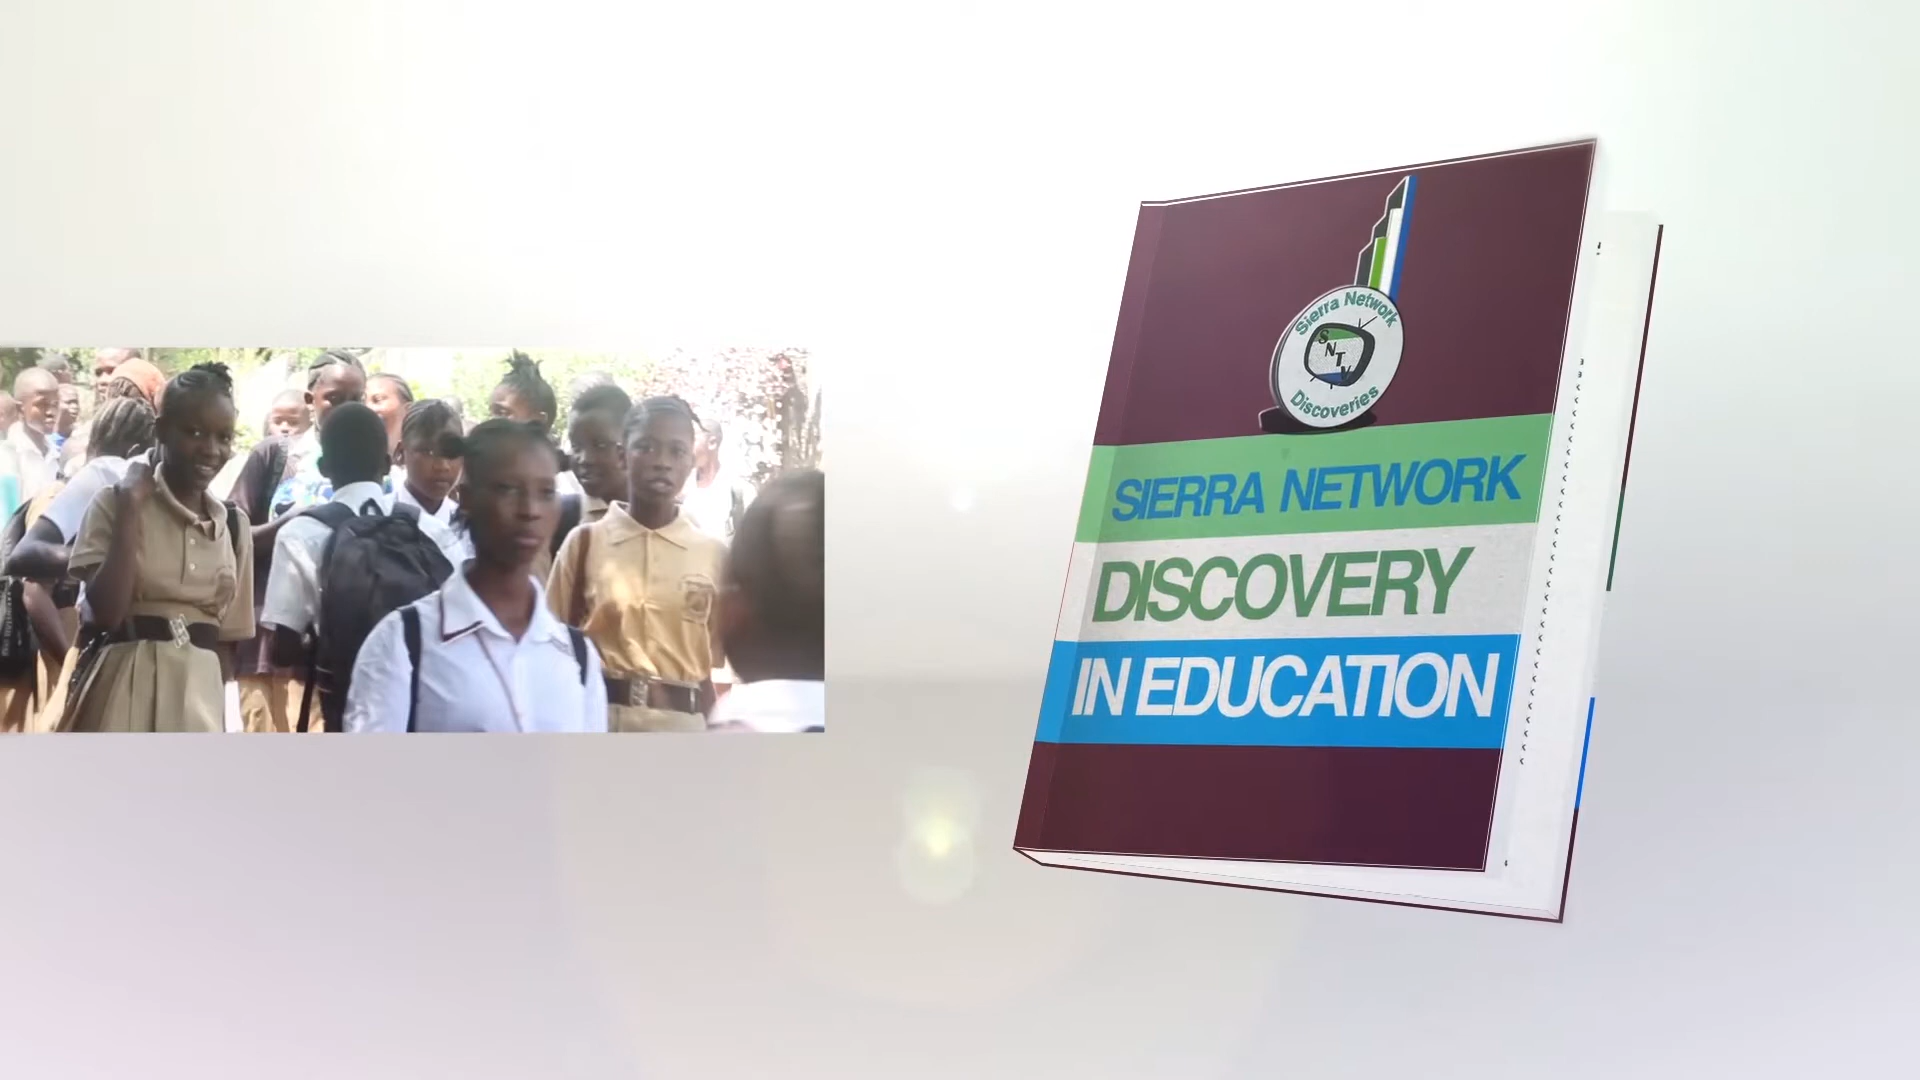 Sierra Network
SNTV
Discoveries
SIERRA NETWORK
DISCOVERY
IN EDUCATION